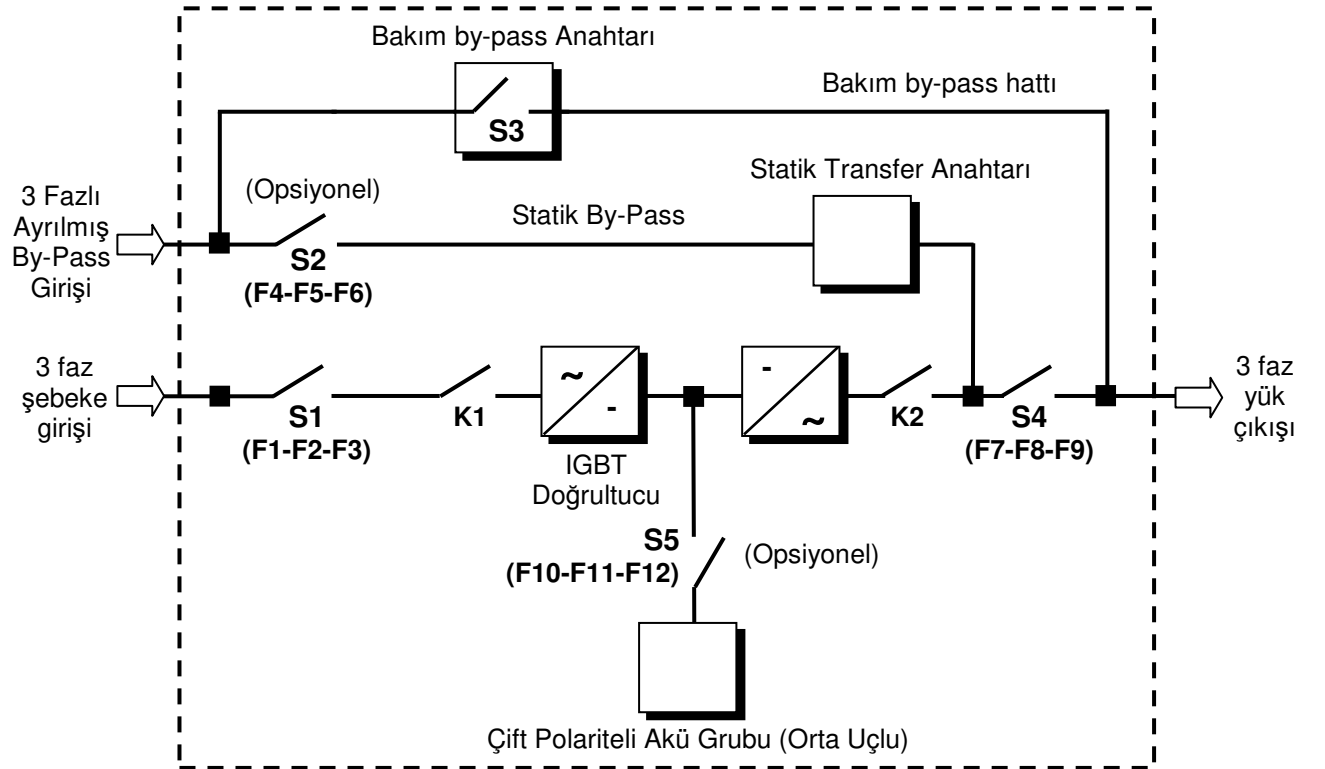 Bakım by-pass Anahtarı
Bakım by-pass hattı
S3
Statik Transfer Anahtarı
3 Fazlı
Ayrılmış
By-Pass
Girişi
(Opsiyonel)
Statik By-Pass
S2
(F4-F5-F6)
3 faz
şebeke
girişi
S1
(F1-F2-F3)
K1
~
-
IGBT
Doğrultucu
-
~
K2
S4
(F7-F8-F9)
3 faz
yük
çıkışı
S5
(F10-F11-F12)
(Opsiyonel)
Çift Polariteli Akü Grubu (Orta Uçlu)